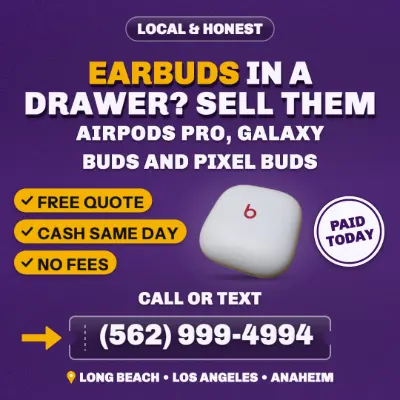 LOCAL & HONEST
EARBUDS IN A
DRAWER? SELL THEM
AIRPODS PRO, GALAXY
BUDS AND PIXEL BUDS
FREE QUOTE
CASH SAME DAY
NO FEES
b
PAID
TODAY
CALL OR TEXT
(562) 999-4994
LONG BEACH • LOS ANGELES • ANAHEIM